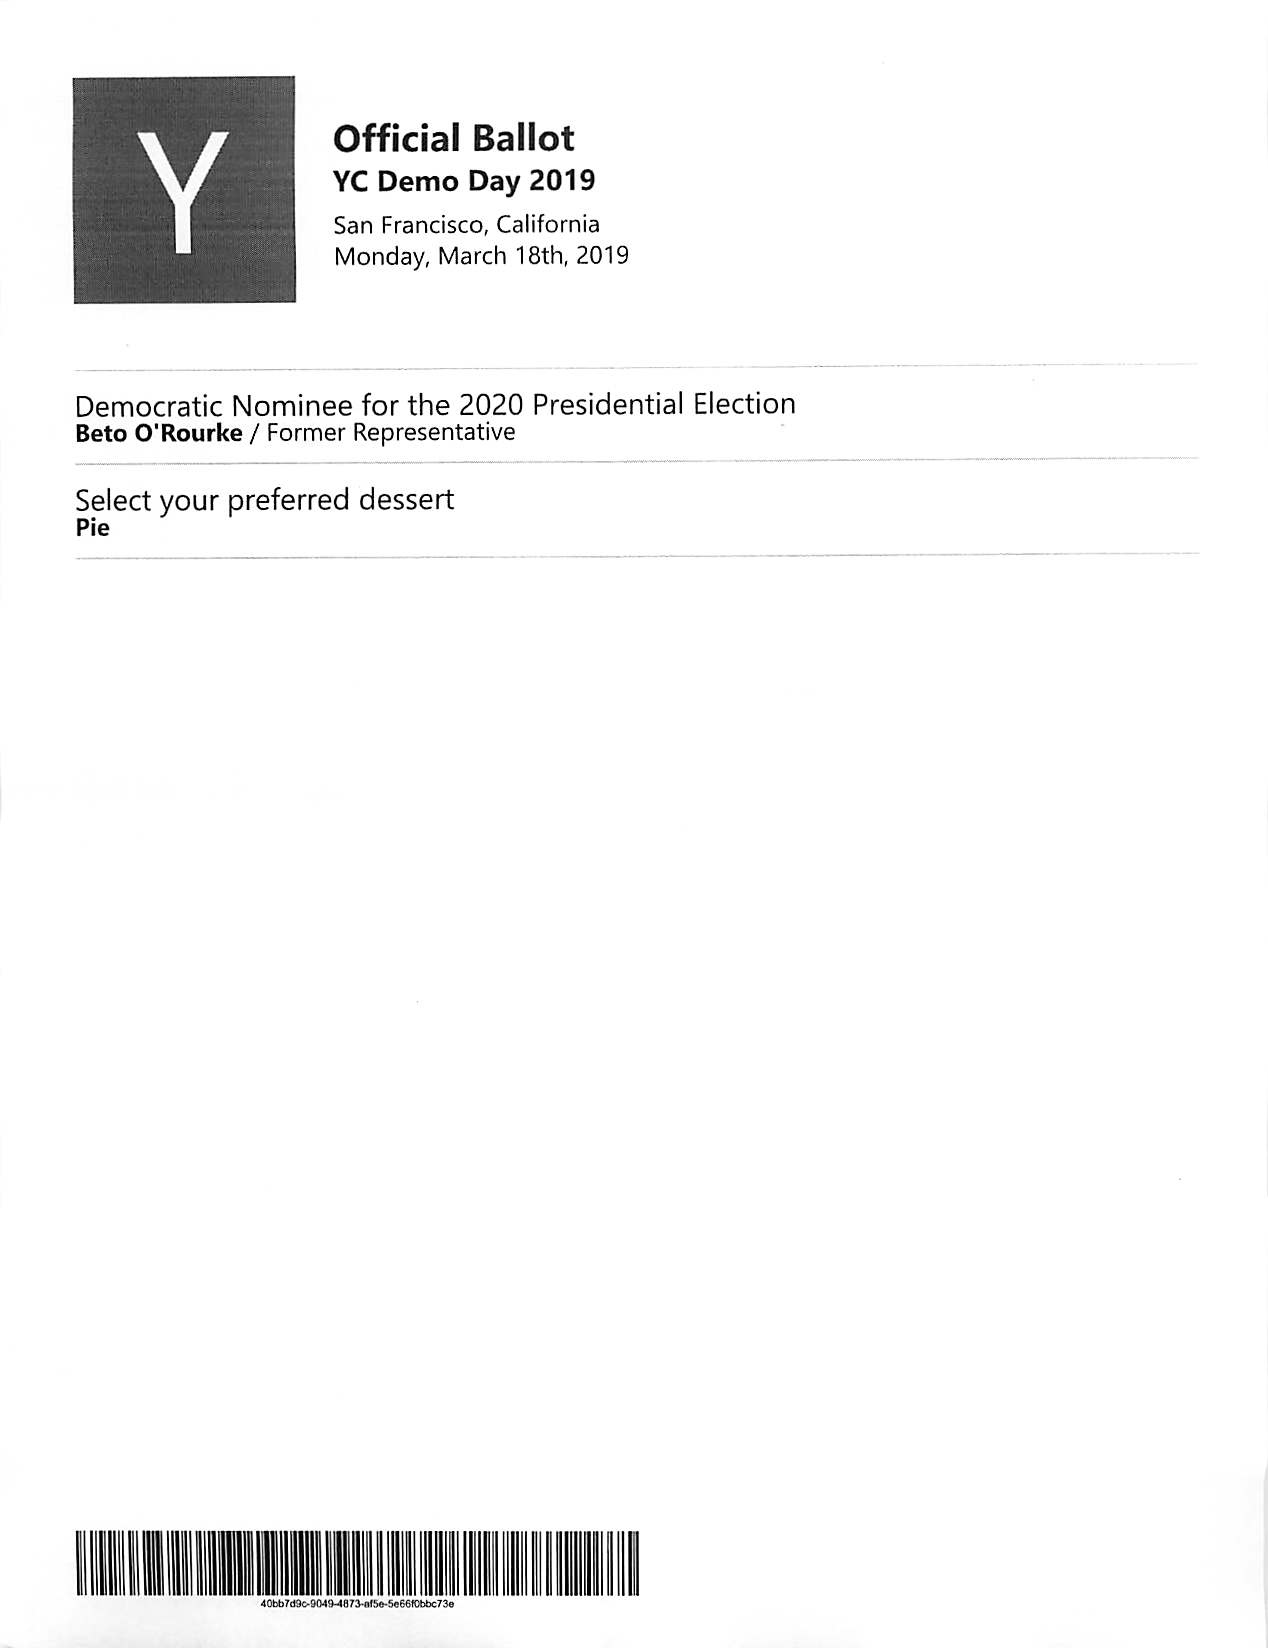 Y
Official Ballot
YC Demo Day 2019
San Francisco, California
Monday, March 18th, 2019
Democratic Nominee for the 2020 Presidential Election
Beto O'Rourke / Former Representative
Select your preferred dessert
Pie
40bb7d9c-9049-4873-af5e-5e66f0bbc73e